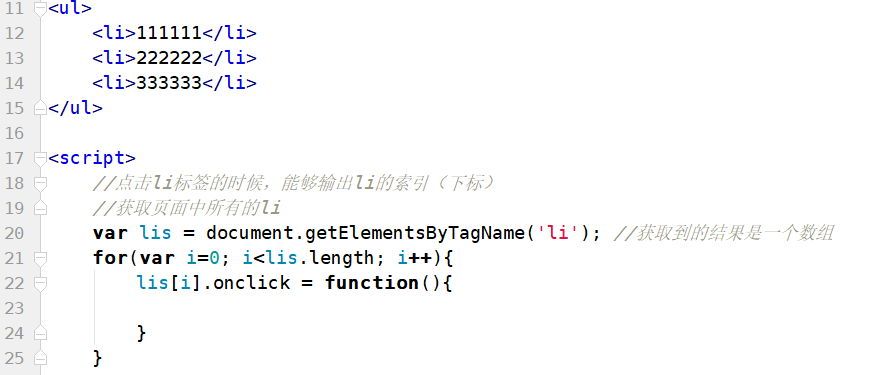 11 <ul>
12 <li>111111</li>
13 <li>222222</li>
14 <li>333333</li>
15 </ul>
16
17 <script>
18 //点击li标签的时候，能够输出li的索引（下标）
19 //获取页面中所有的li
20 var lis = document.getElementsByTagName('li'); //获取到的结果是一个数组
21 for(var i=0; i<lis.length; i++){
22 lis[i].onclick = function(){
23
24 }
25 }